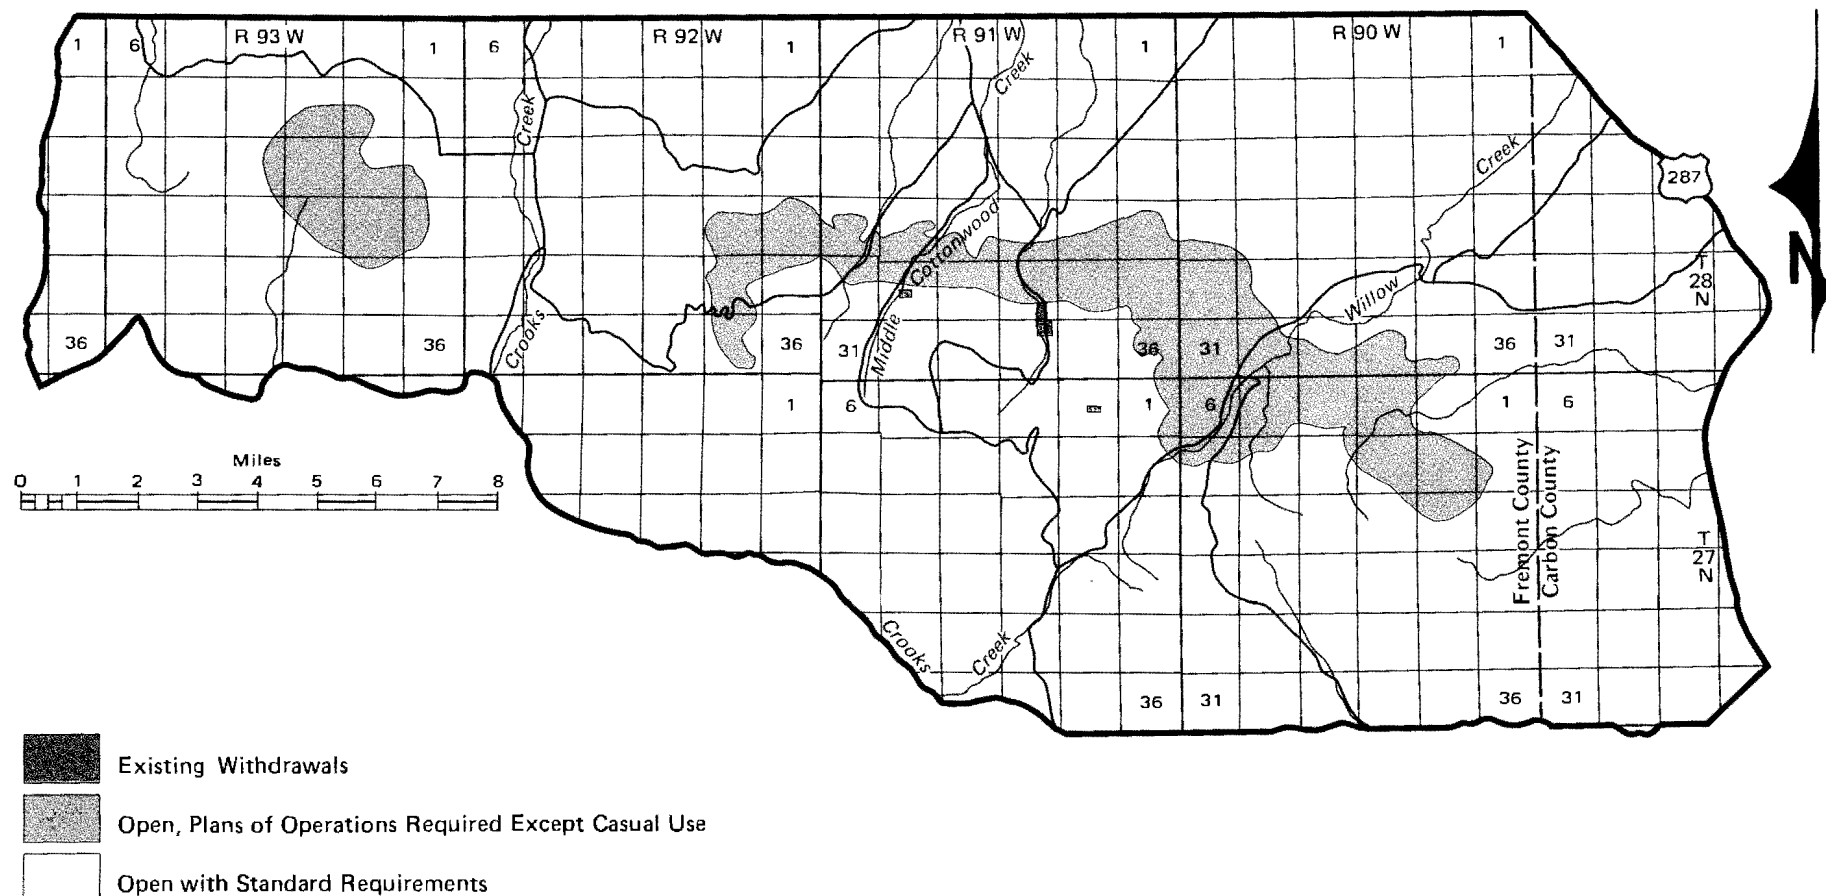 R 93 W
R 92 W
R 91 W
R 90 W
1
6
1
6
1
1
1
Creek
Creek
Creek
287
N
T
28
N
Cottonwood
Willow
Middle
Crooks
36
36
36
31
36
31
36
31
1
6
1
6
1
6
Miles
0 1 2 3 4 5 6 7 8
Fremont County
Carbon County
T
27
N
Crooks
Creek
36
31
36
31
Existing Withdrawals
Open, Plans of Operations Required Except Casual Use
Open with Standard Requirements